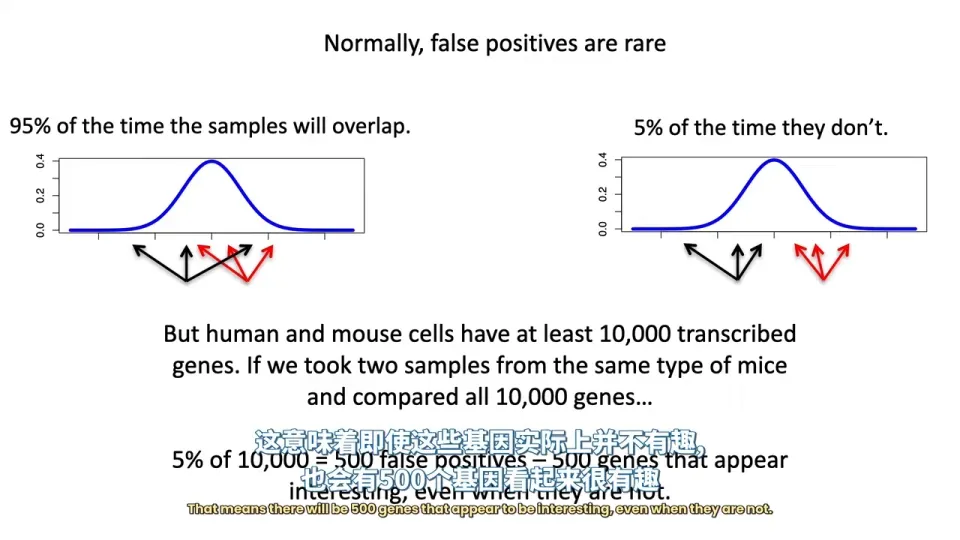 Normally, false positives are rare
95% of the time the samples will overlap.
5% of the time they don't.
0.4
0.2
0.0
0.4
0.2
0.0
But human and mouse cells have at least 10,000 transcribed
genes. If we took two samples from the same type of mice
and compared all 10,000 genes…
这意味着即使这些基因实际上并不有趣,
5% of 10,000 = 500 false positives – 500 genes that appear
也会有500个基因看起来很有趣
interesting, even when they are not.
That means there will be 500 genes that appear to be interesting, even when they are not.